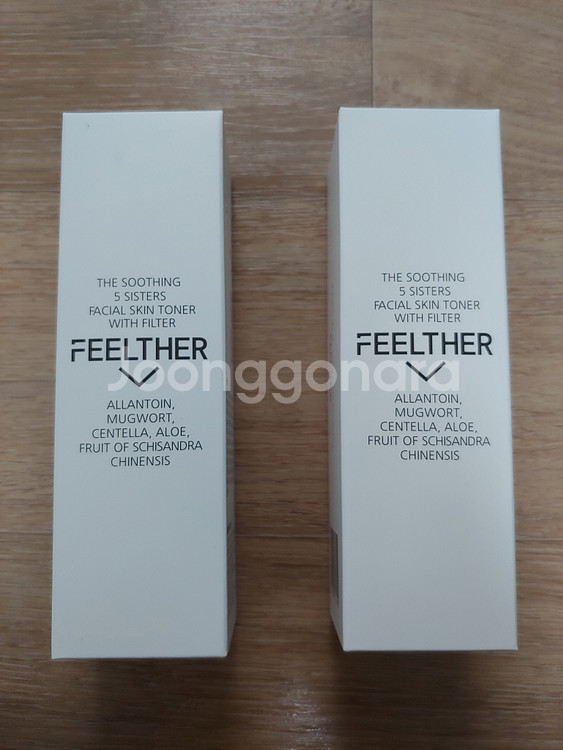 THE SOOTHING
5 SISTERS
FACIAL SKIN TONER
WITH FILTER
FEELTHER
ALLANTOIN,
MUGWORT,
CENTELLA, ALOE,
FRUIT OF SCHISANDRA
CHINENSIS
THE SOOTHING
5 SISTERS
FACIAL SKIN TONER
WITH FILTER
FEELTHER
ALLANTOIN,
MUGWORT,
CENTELLA, ALOE,
FRUIT OF SCHISANDRA
CHINENSIS
Joonggonara